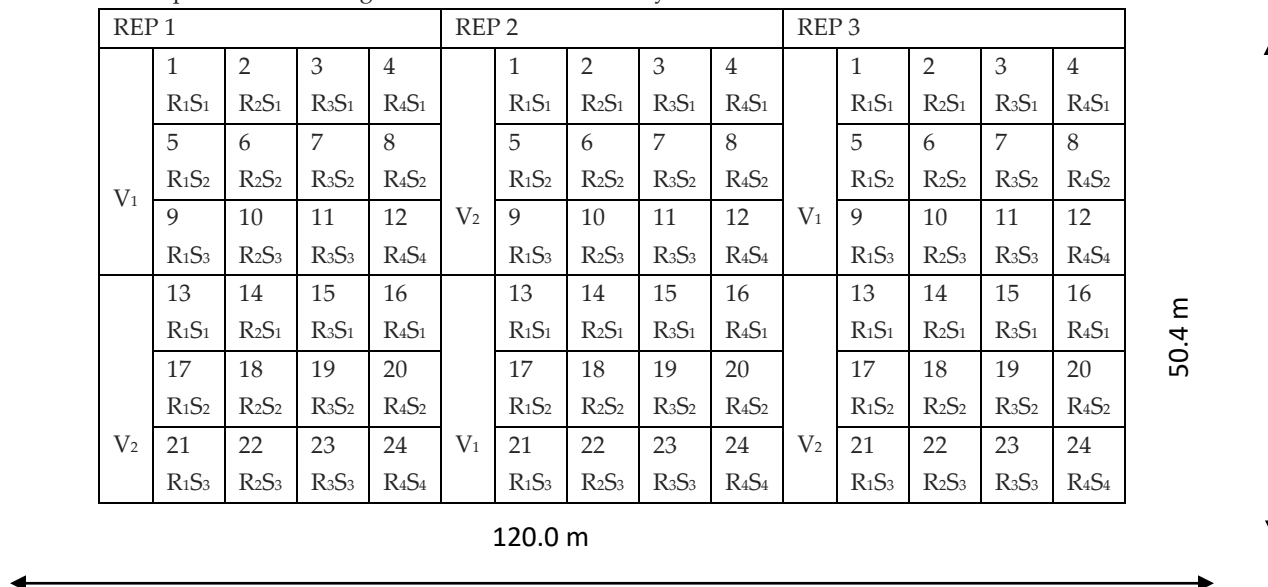 REP 1 REP 2 REP 3
1 2 3 4 1 2 3 4 1 2 3 4
R1S1 R2S1 R3S1 R4S1 R1S1 R2S1 R3S1 R4S1 R1S1 R2S1 R3S1 R4S1
5 6 7 8 5 6 7 8 5 6 7 8
R1S2 R2S2 R3S2 R4S2 R1S2 R2S2 R3S2 R4S2 R1S2 R2S2 R3S2 R4S2
V1 V2 V1
9 10 11 12 9 10 11 12 9 10 11 12
R1S3 R2S3 R3S3 R4S4 R1S3 R2S3 R3S3 R4S4 R1S3 R2S3 R3S3 R4S4
13 14 15 16 13 14 15 16 13 14 15 16
R1S1 R2S1 R3S1 R4S1 R1S1 R2S1 R3S1 R4S1 R1S1 R2S1 R3S1 R4S1
17 18 19 20 17 18 19 20 17 18 19 20
R1S2 R2S2 R3S2 R4S2 R1S2 R2S2 R3S2 R4S2 R1S2 R2S2 R3S2 R4S2
V2 21 22 23 24 V1 21 22 23 24 V2 21 22 23 24
R1S3 R2S3 R3S3 R4S4 R1S3 R2S3 R3S3 R4S4 R1S3 R2S3 R3S3 R4S4
50.4 m
120.0 m